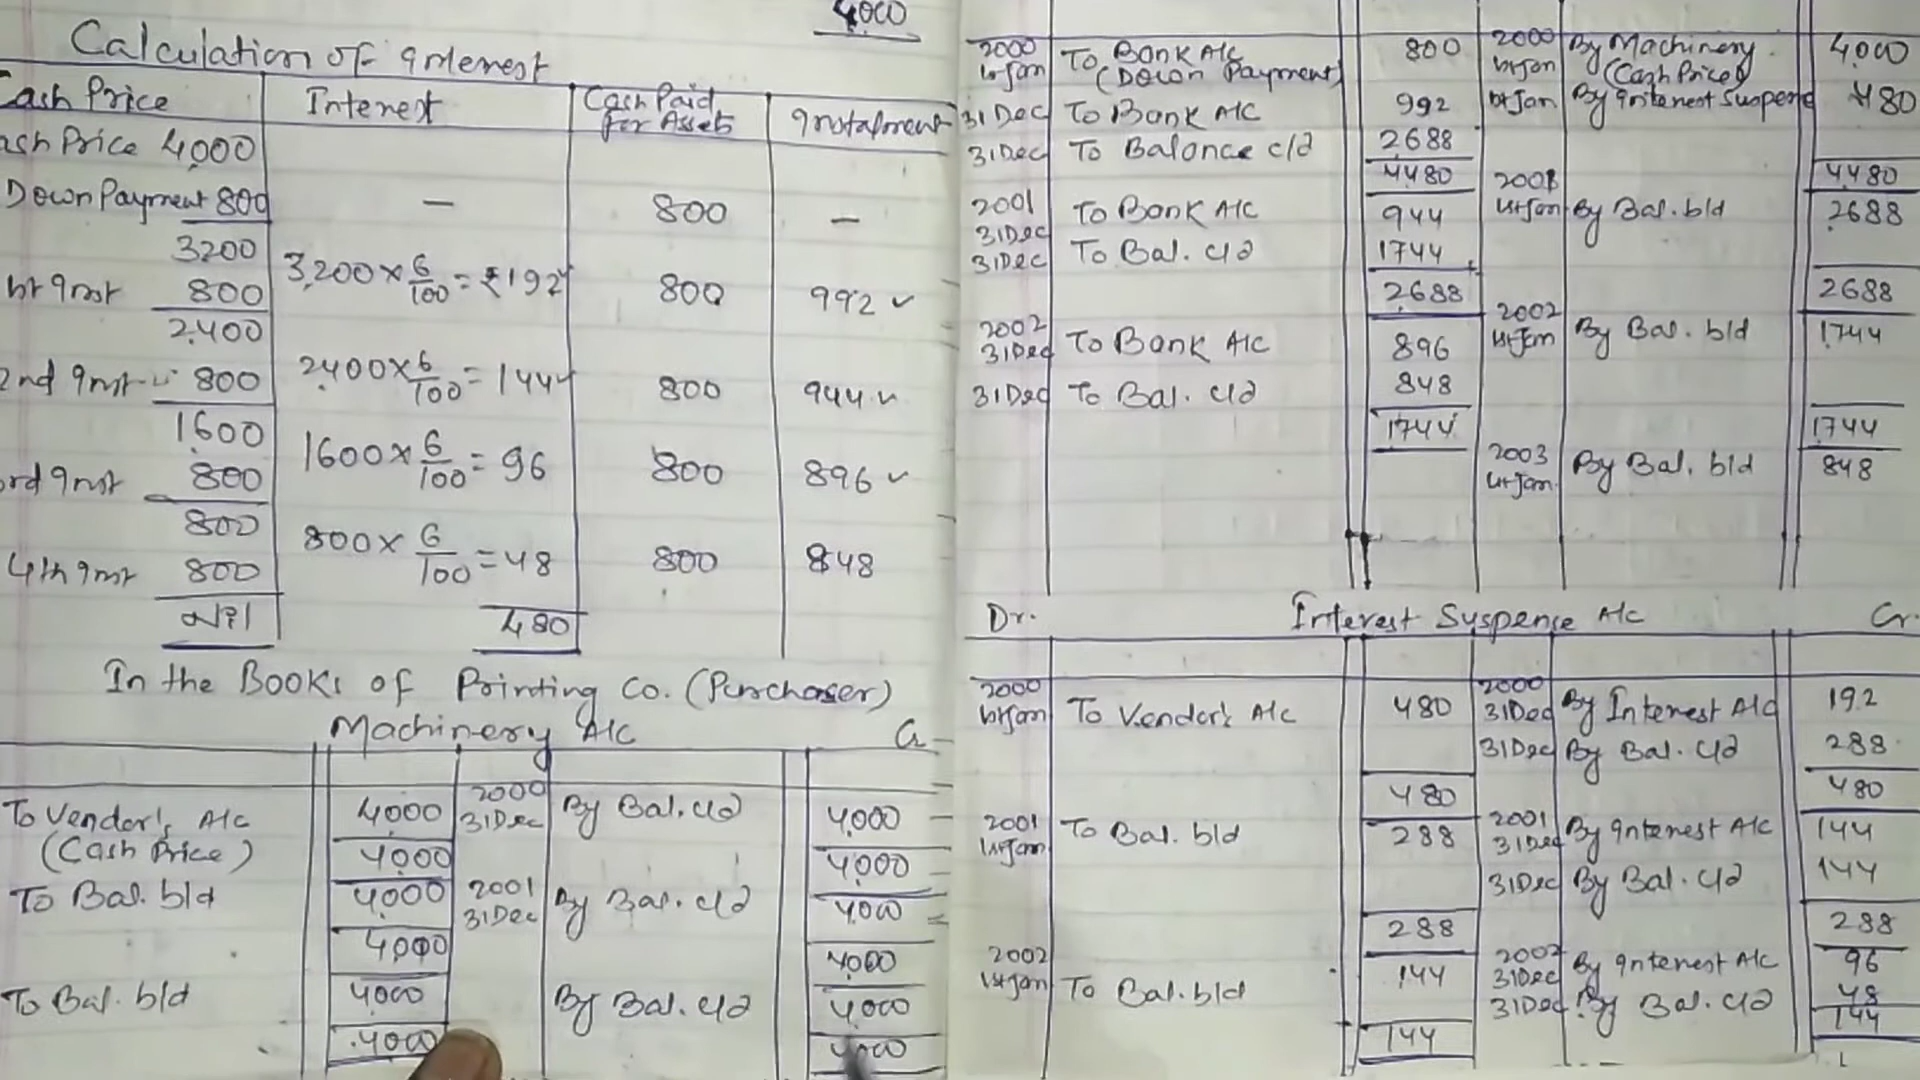 4000
Calculation of Interest
Cash Price Interest Cash Paid for Assets Instalment
Cash Price 4000
Down Payment 800 — 800 —
3200
1st Inst 800 3,200 × 6/100 = ₹192 800 992 ✓
2400
2nd Inst 800 2400 × 6/100 = 144 800 944 ✓
1600
3rd Inst 800 1600 × 6/100 = 96 800 896 ✓
800
4th Inst 800 800 × 6/100 = 48 800 848
Nil 480
In the Books of Printing Co. (Purchaser)
Machinery A/c Cr
To Vendor's A/c 4000 2000 31 Dec By Bal. c/d 4000
(Cash Price) 4000 4000
To Bal. b/d 4000 2001 31 Dec By Bal. c/d 4000
4000 4000
To Bal. b/d 4000 By Bal. c/d 4000
4000 4000
2000 1st Jan To Bank A/c 800 2000 1st Jan By Machinery 4000
(Down Payment) (Cash Price)
31 Dec To Bank A/c 992 1st Jan By Interest Suspens 480
31 Dec To Balance c/d 2688
4480 4480
2001 31 Dec To Bank A/c 944 2001 1st Jan By Bal. b/d 2688
31 Dec To Bal. c/d 1744
2688 2688
2002 31 Dec To Bank A/c 896 2002 1st Jan By Bal. b/d 1744
31 Dec To Bal. c/d 848
1744 1744
2003 1st Jan By Bal. b/d 848
Dr. Interest Suspense A/c Cr.
2000 1st Jan To Vendor's A/c 480 2000 31 Dec By Interest A/c 192
31 Dec By Bal. c/d 288
480 480
2001 1st Jan To Bal. b/d 288 2001 31 Dec By Interest A/c 144
31 Dec By Bal. c/d 144
288 288
2002 1st Jan To Bal. b/d 144 2002 31 Dec By Interest A/c 96
31 Dec By Bal. c/d 48
144 144